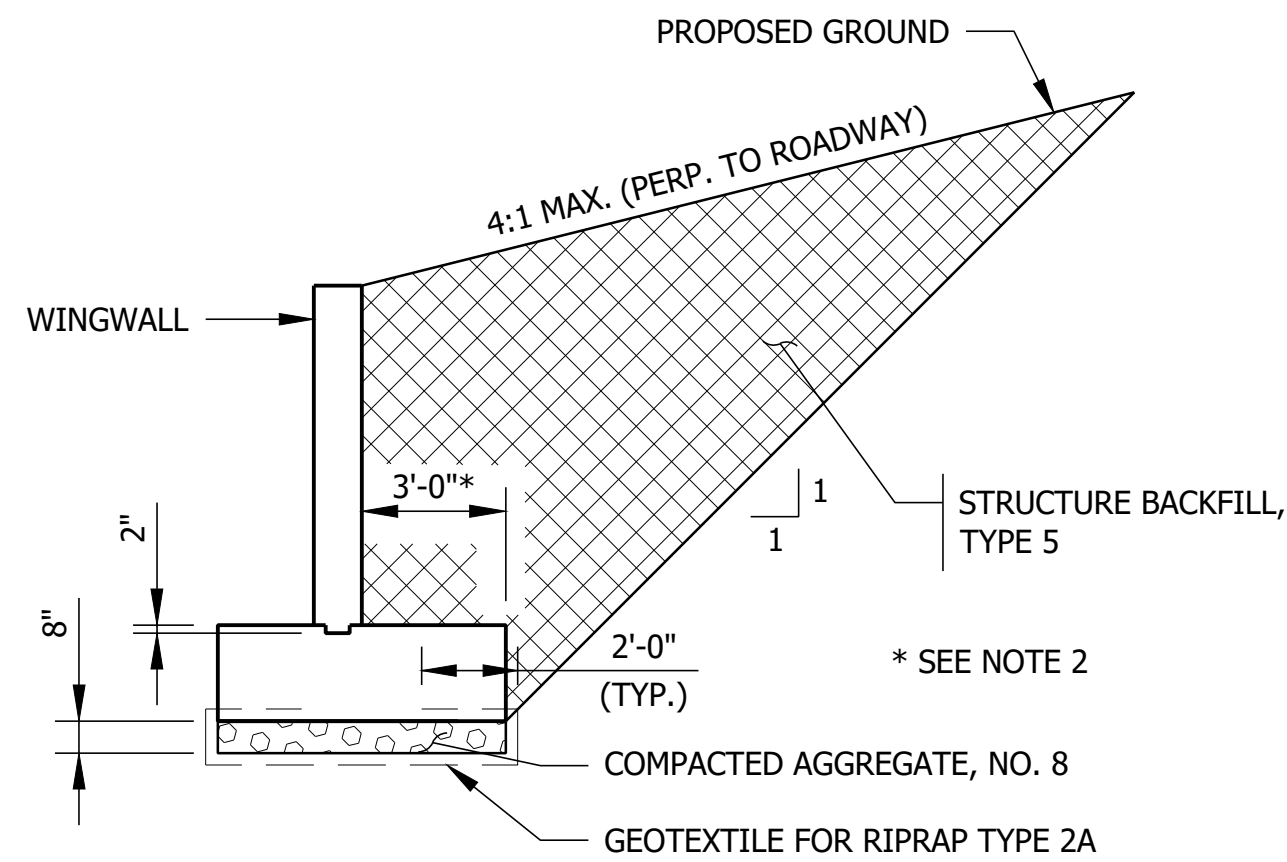 PROPOSED GROUND
4:1 MAX. (PERP. TO ROADWAY)
WINGWALL
3'-0"*
1
1
STRUCTURE BACKFILL,
TYPE 5
2"
8"
2'-0"
(TYP.)
* SEE NOTE 2
COMPACTED AGGREGATE, NO. 8
GEOTEXTILE FOR RIPRAP TYPE 2A